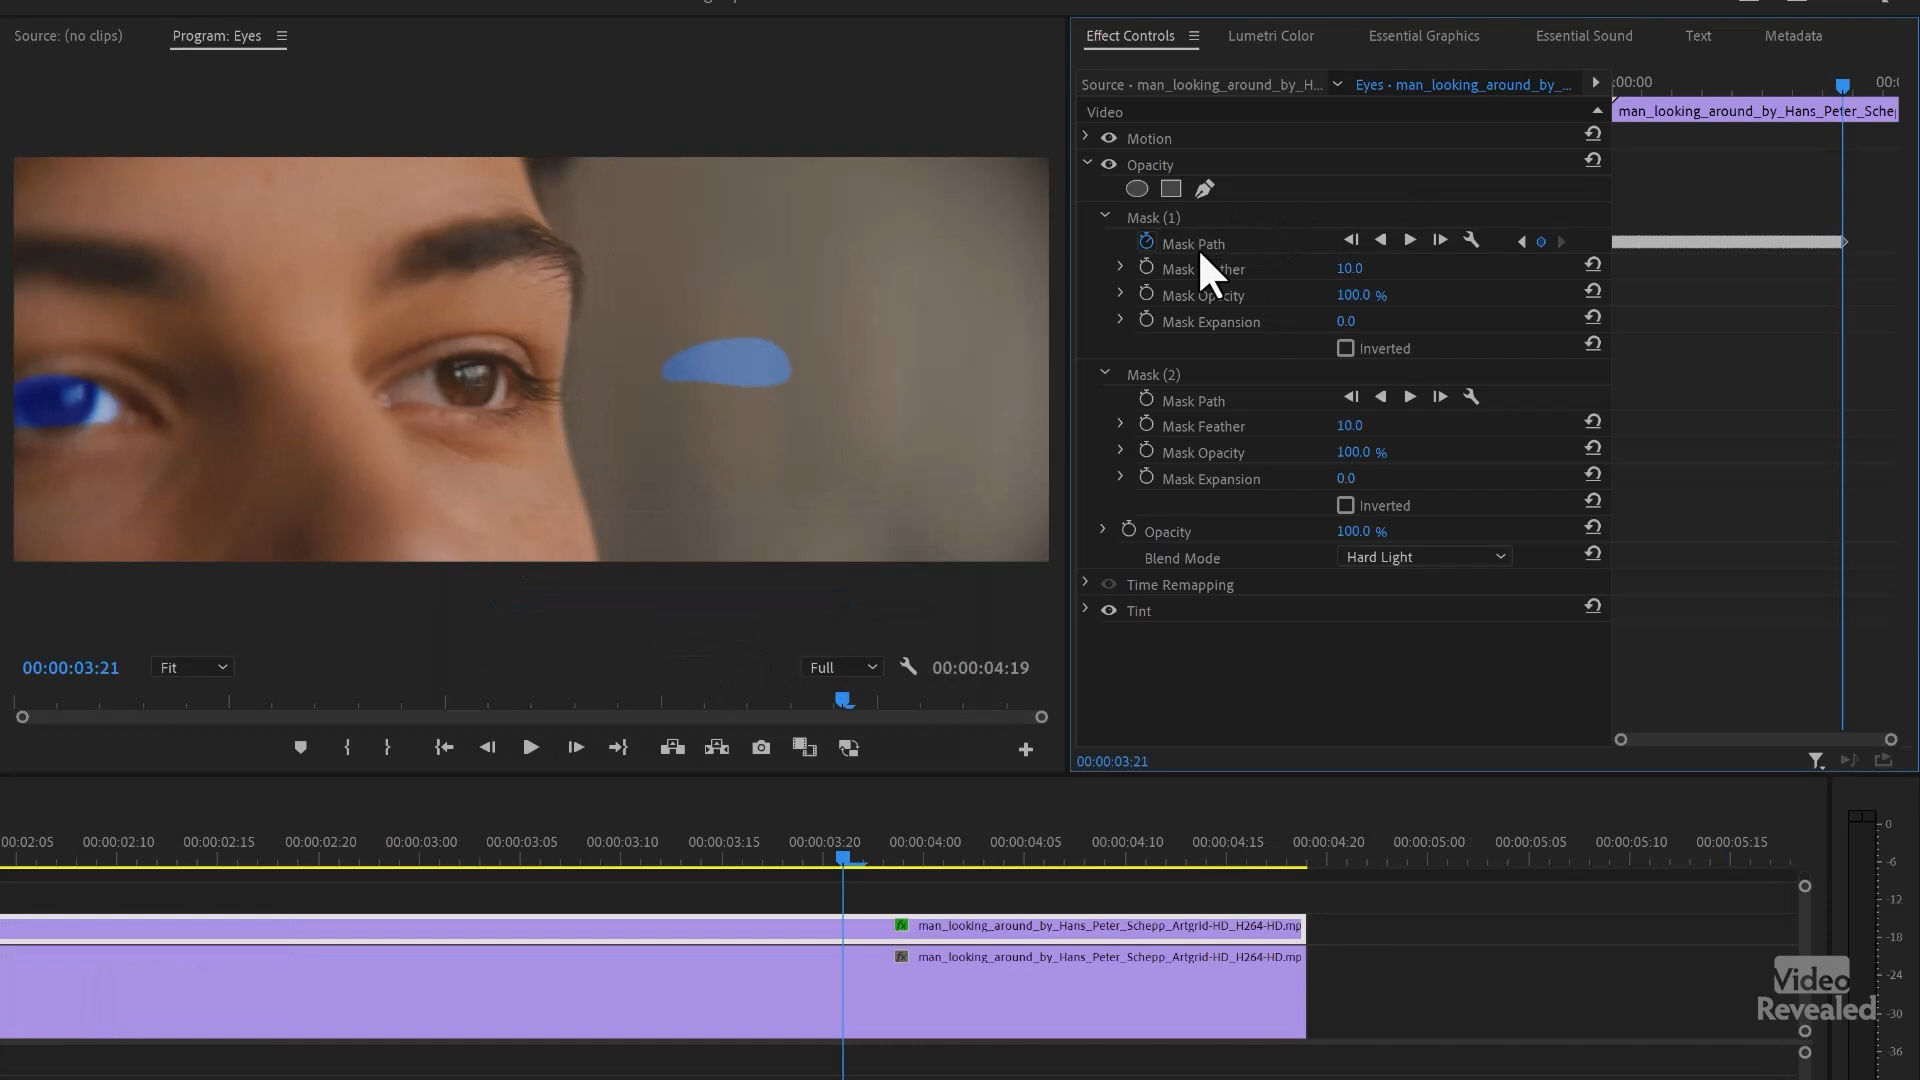 Source: (no clips)
Program: Eyes
Effect Controls
Lumetri Color
Essential Graphics
Essential Sound
Text
Metadata
Source • man_looking_around_by_H...
Eyes • man_looking_around_by_...
:00:00
00:
Video
man_looking_around_by_Hans_Peter_Sche
Motion
Opacity
Mask (1)
Mask Path
Mask ther
10.0
Mask Opacity
100.0 %
Mask Expansion
0.0
Inverted
Mask (2)
Mask Path
Mask Feather
10.0
Mask Opacity
100.0 %
Mask Expansion
0.0
Inverted
Opacity
100.0 %
Blend Mode
Hard Light
Time Remapping
Tint
00:00:03:21
Fit
Full
00:00:04:19
00:00:03:21
00:02:05
00:00:02:10
00:00:02:15
00:00:02:20
00:00:03:00
00:00:03:05
00:00:03:10
00:00:03:15
00:00:03:20
00:00:04:00
00:00:04:05
00:00:04:10
00:00:04:15
00:00:04:20
00:00:05:00
00:00:05:05
00:00:05:10
00:00:05:15
0
-6
-12
-18
-24
-30
36
fx man_looking_around_by_Hans_Peter_Schepp_Artgrid-HD_H264-HD.mp
fx man_looking_around_by_Hans_Peter_Schepp_Artgrid-HD_H264-HD.mp
Video
Revealed